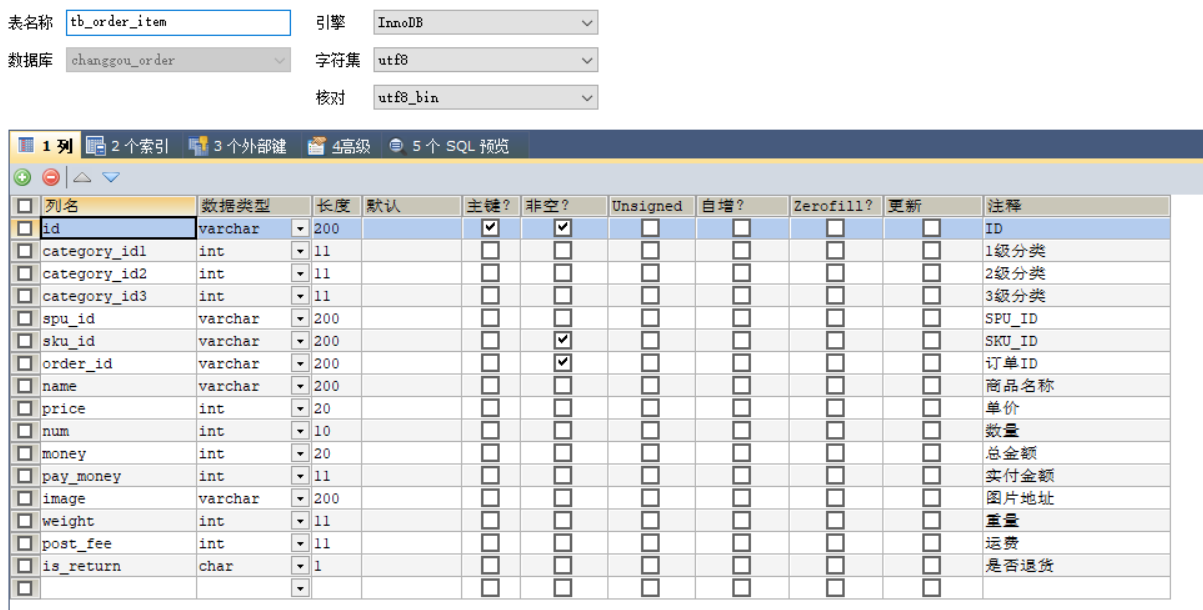 表名称 tb_order_item 引擎 InnoDB
数据库 changgou_order 字符集 utf8
核对 utf8_bin
1 列 2 个索引 3 个外部键 4高级 5 个 SQL 预览
列名 数据类型 长度 默认 主键? 非空? Unsigned 自增? Zerofill? 更新 注释
id varchar 200 ID
category_id1 int 11 1级分类
category_id2 int 11 2级分类
category_id3 int 11 3级分类
spu_id varchar 200 SPU_ID
sku_id varchar 200 SKU_ID
order_id varchar 200 订单ID
name varchar 200 商品名称
price int 20 单价
num int 10 数量
money int 20 总金额
pay_money int 11 实付金额
image varchar 200 图片地址
weight int 11 重量
post_fee int 11 运费
is_return char 1 是否退货